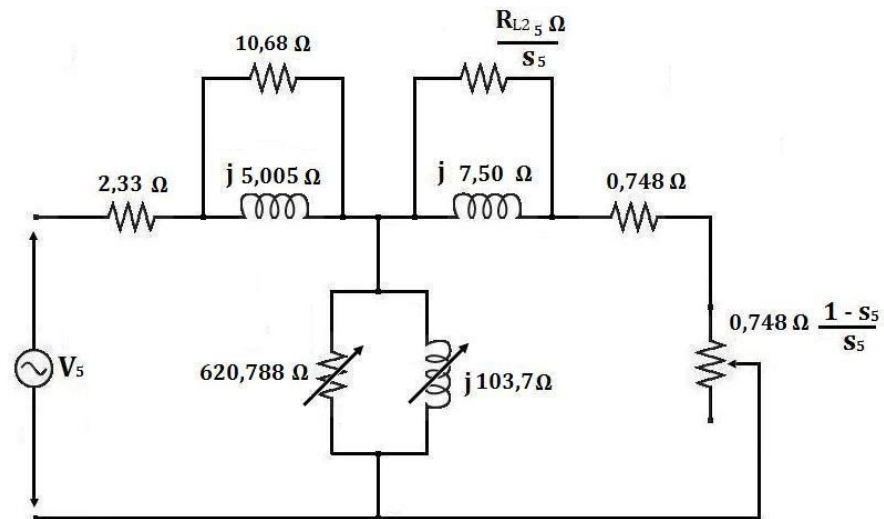 R_L2 5 Ω
s₅
10,68 Ω
2,33 Ω
j 5,005 Ω
j 7,50 Ω
0,748 Ω
V₅
620,788 Ω
j 103,7Ω
0,748 Ω 1 - s₅
s₅